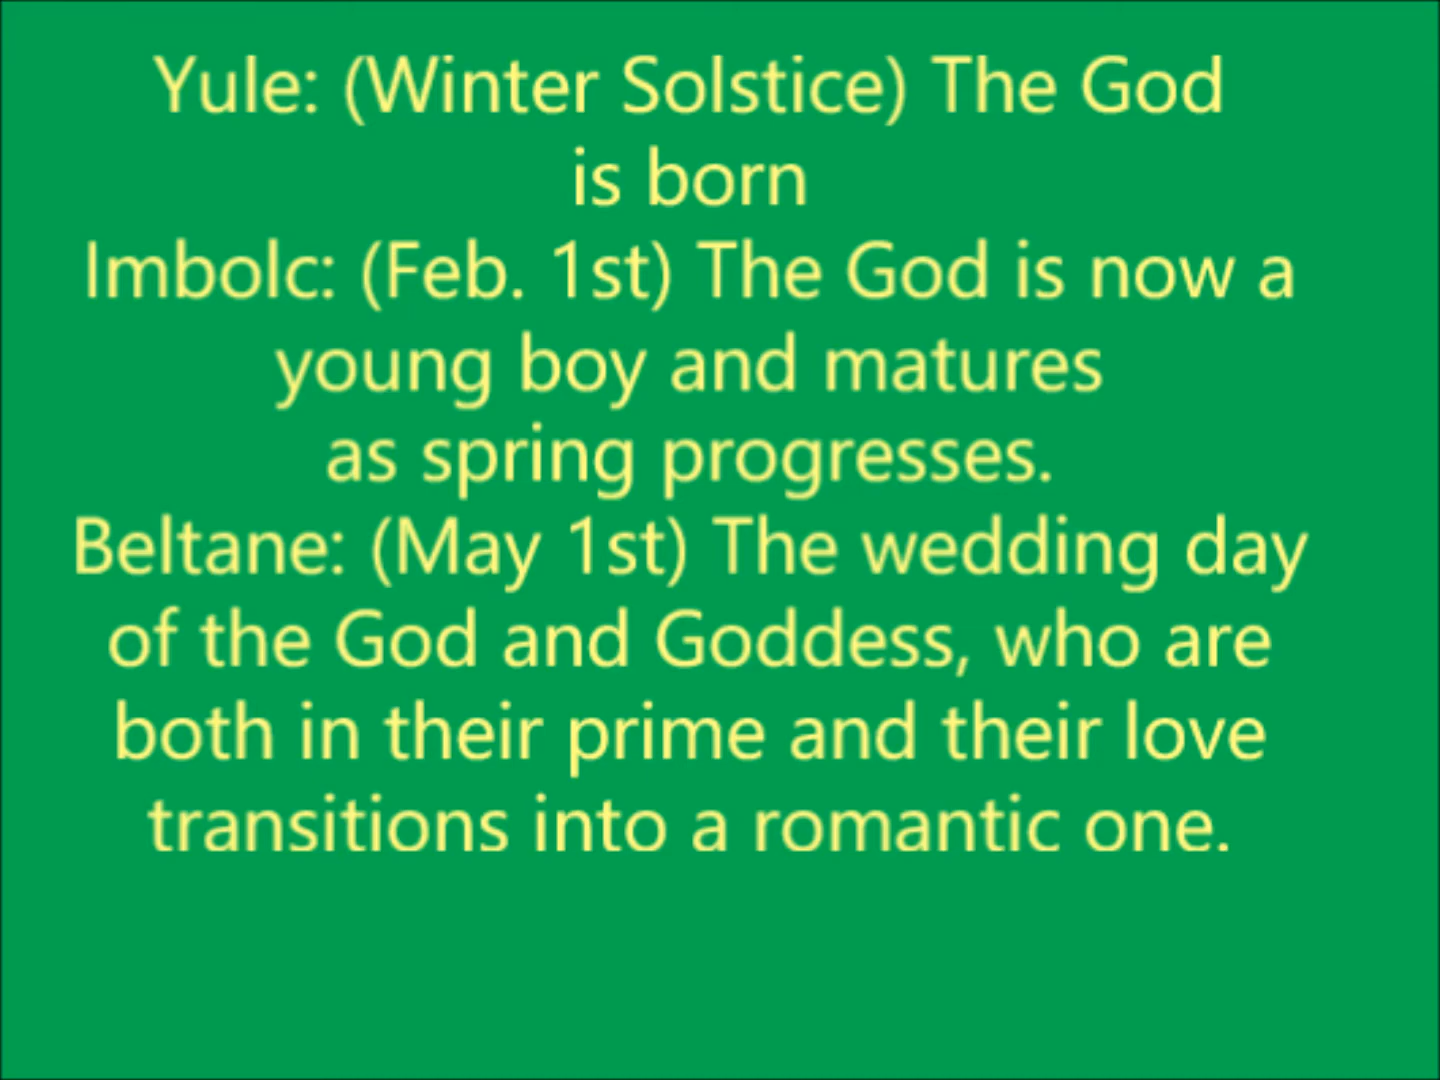 Yule: (Winter Solstice) The God
is born
Imbolc: (Feb. 1st) The God is now a
young boy and matures
as spring progresses.
Beltane: (May 1st) The wedding day
of the God and Goddess, who are
both in their prime and their love
transitions into a romantic one.